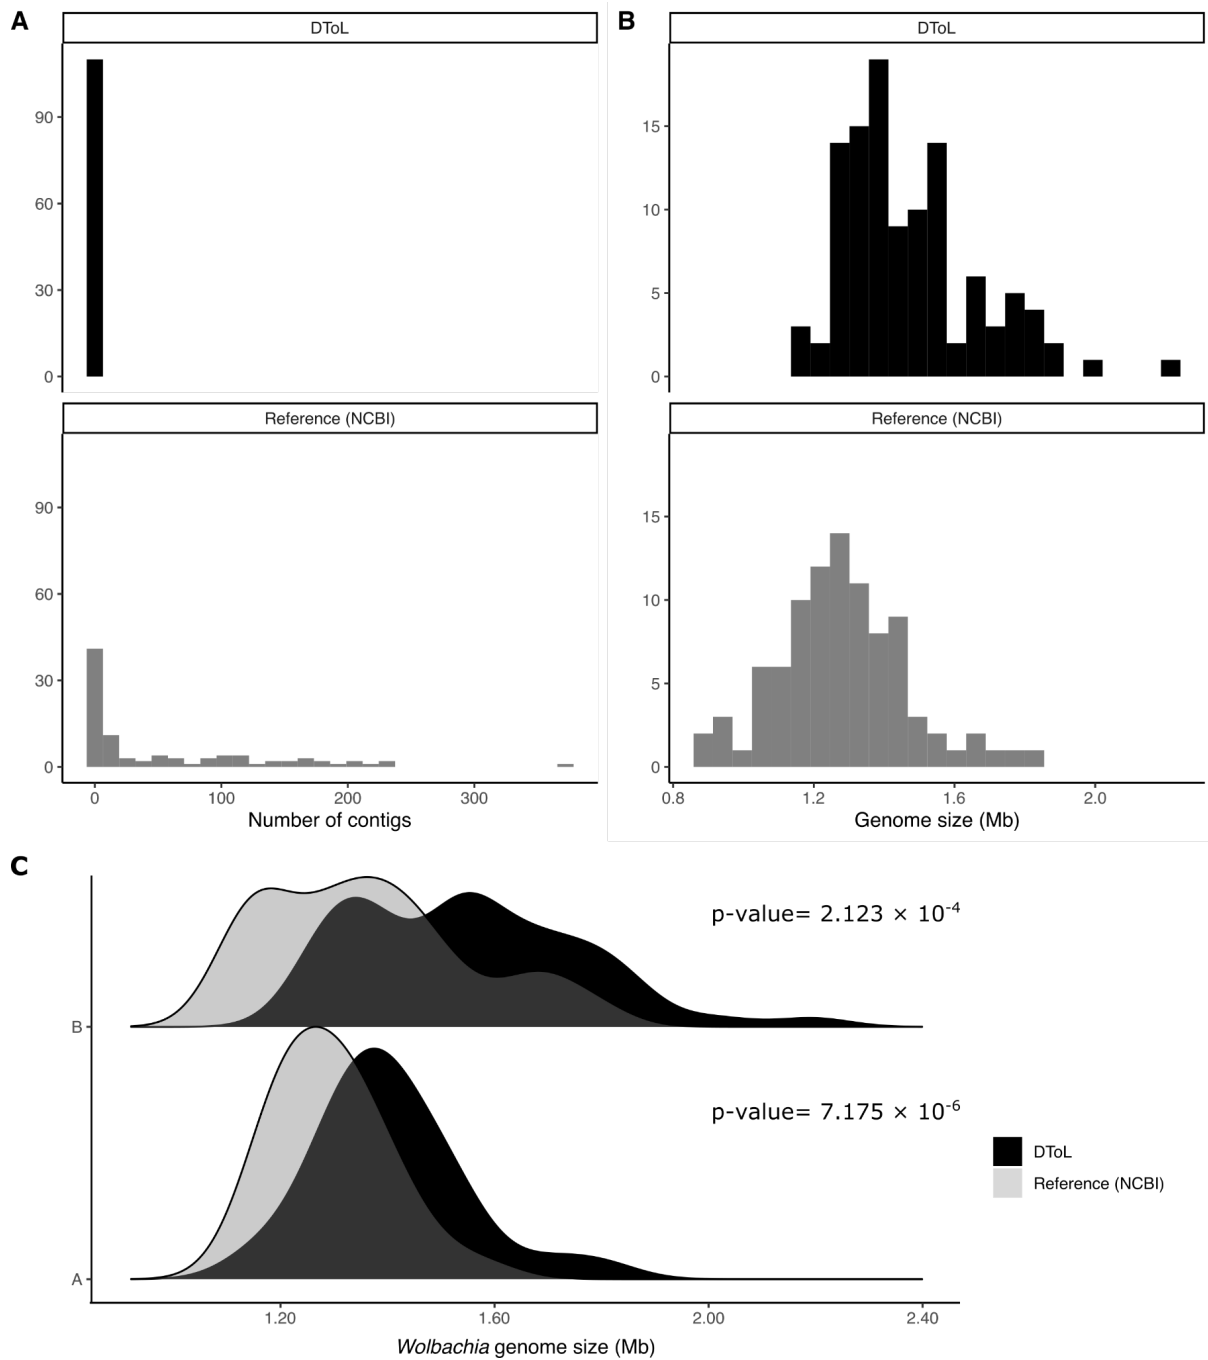 A
DToL
90
60
30
0
Reference (NCBI)
90
60
30
0
0 100 200 300
Number of contigs
B
DToL
15
10
5
0
Reference (NCBI)
15
10
5
0
0.8 1.2 1.6 2.0
Genome size (Mb)
C
B
p-value= 2.123 × 10⁻⁴
A
p-value= 7.175 × 10⁻⁶
DToL
Reference (NCBI)
1.20 1.60 2.00 2.40
Wolbachia genome size (Mb)